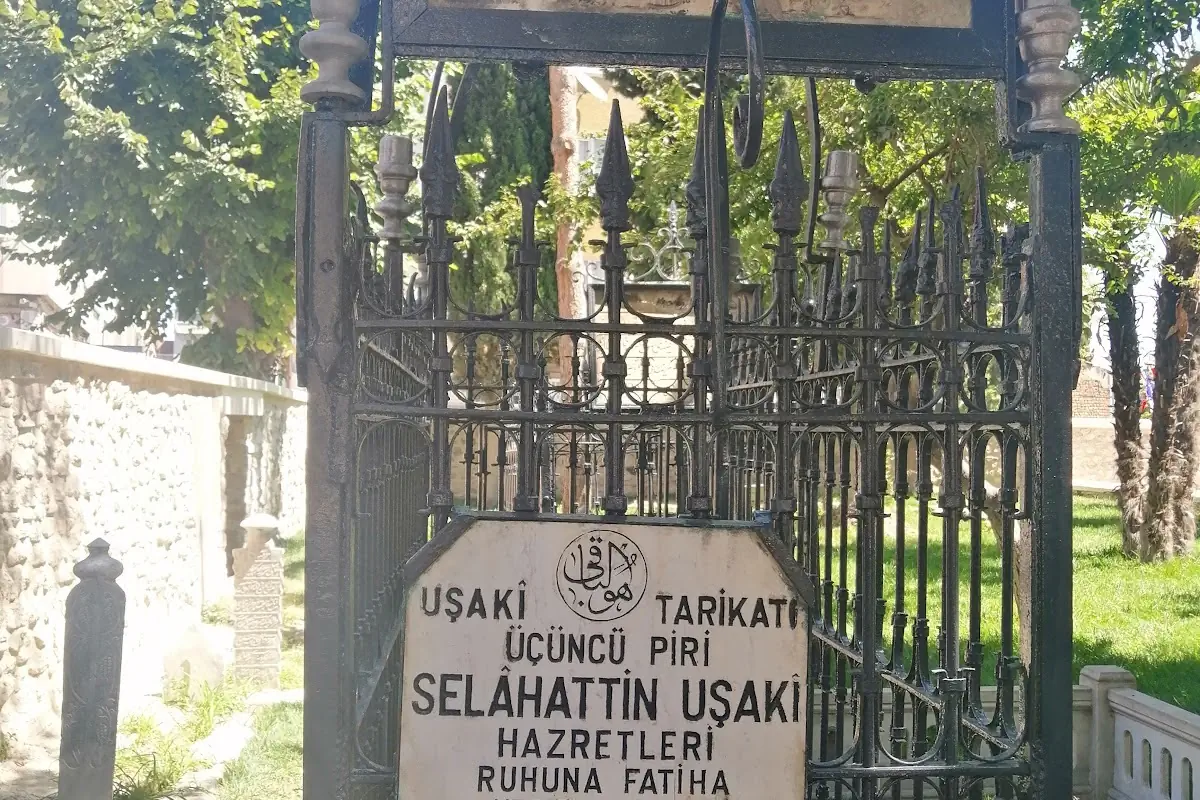 هو الباقي
UŞAKÎ TARİKATI
ÜÇÜNCÜ PİRİ
SELÂHATTİN UŞAKÎ
HAZRETLERİ
RUHUNA FATİHA